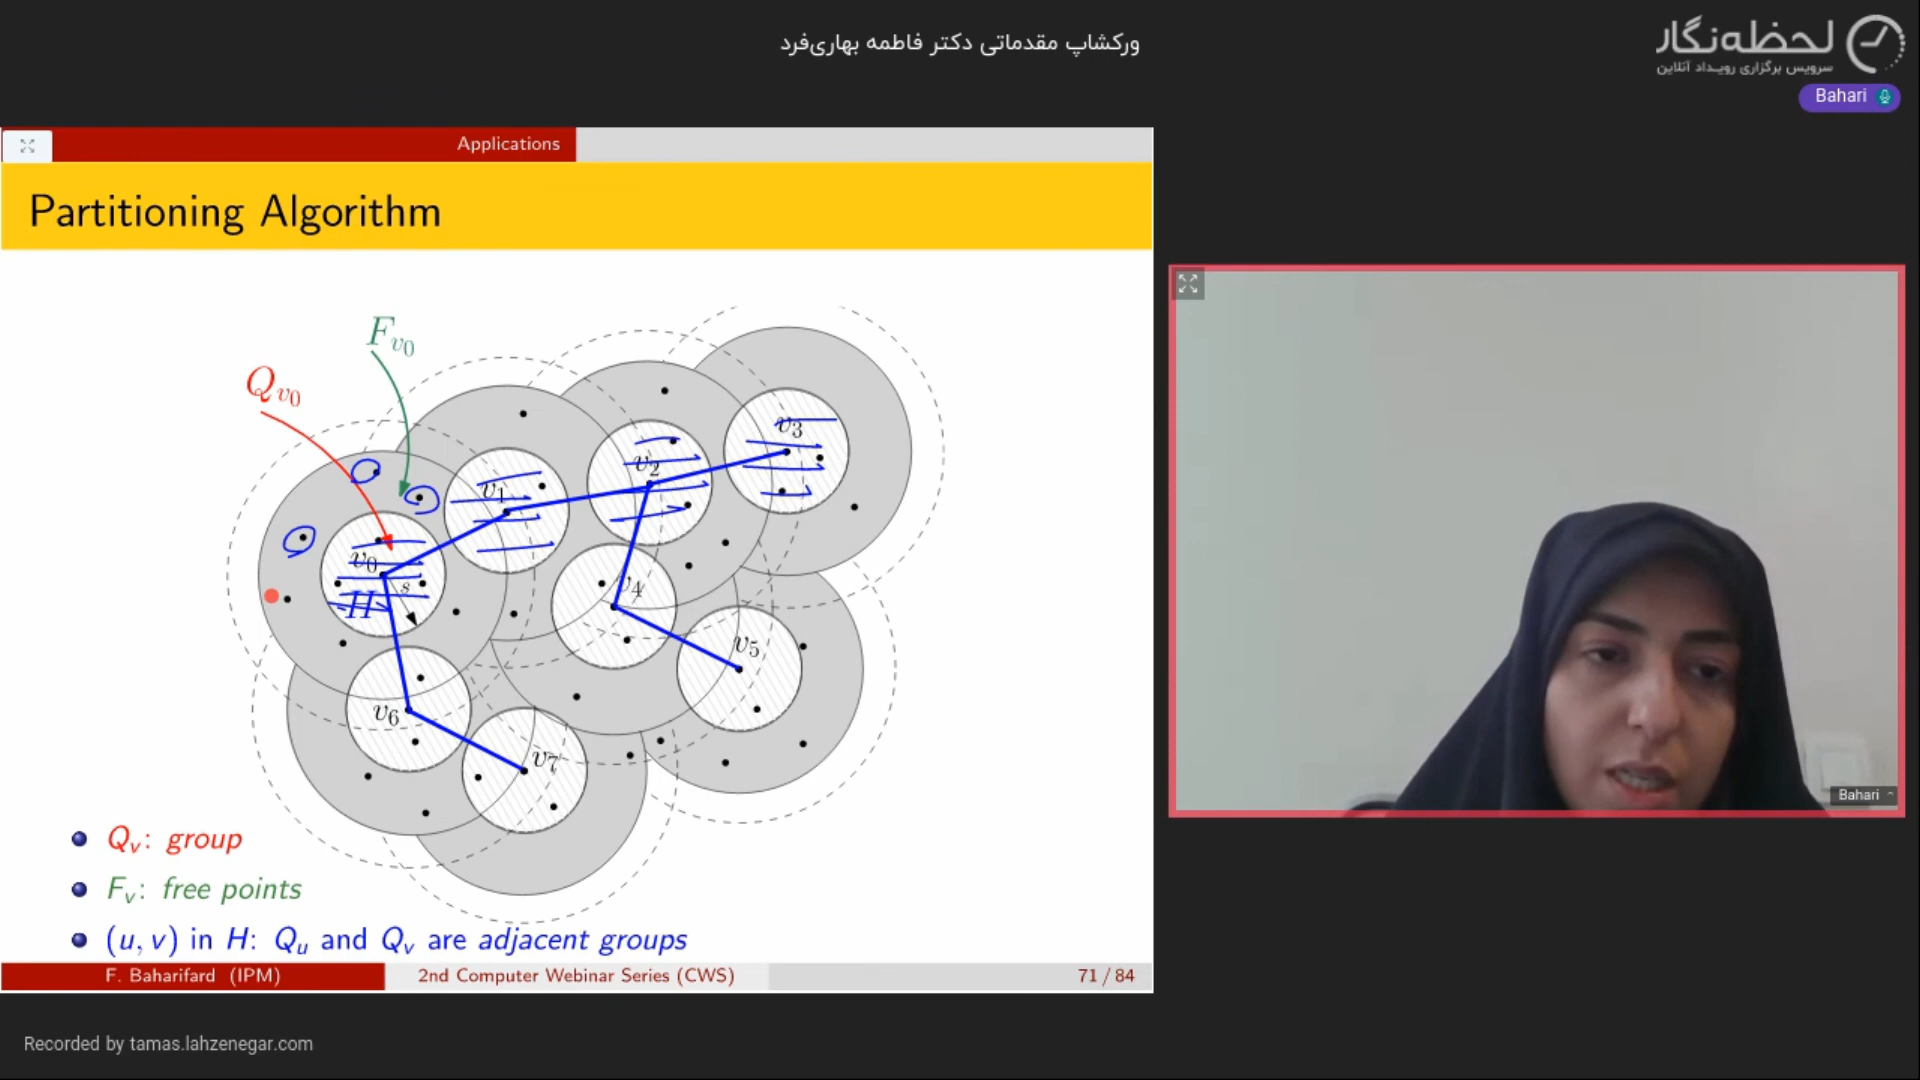 ورکشاپ مقدماتی دکتر فاطمه بهاری‌فرد
لحظه‌نگار
سرویس برگزاری رویـداد آنلاین
Bahari
Applications
Partitioning Algorithm
F_{v_0}
Q_{v_0}
v_3
v_2
v_1
v_0
s
H
v_4
v_5
v_6
v_7
Q_v: group
F_v: free points
(u, v) in H: Q_u and Q_v are adjacent groups
F. Baharifard (IPM)
2nd Computer Webinar Series (CWS)
71 / 84
Bahari
Recorded by tamas.lahzenegar.com